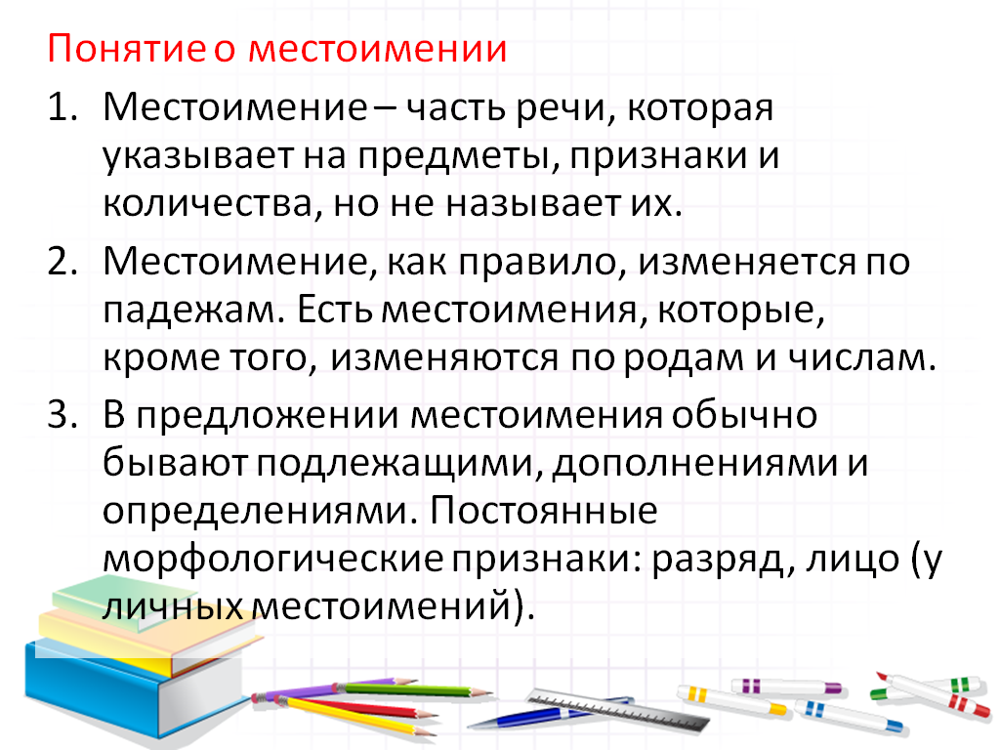 Понятие о местоимении
1. Местоимение – часть речи, которая
указывает на предметы, признаки и
количества, но не называет их.
2. Местоимение, как правило, изменяется по
падежам. Есть местоимения, которые,
кроме того, изменяются по родам и числам.
3. В предложении местоимения обычно
бывают подлежащими, дополнениями и
определениями. Постоянные
морфологические признаки: разряд, лицо (у
личных местоимений).